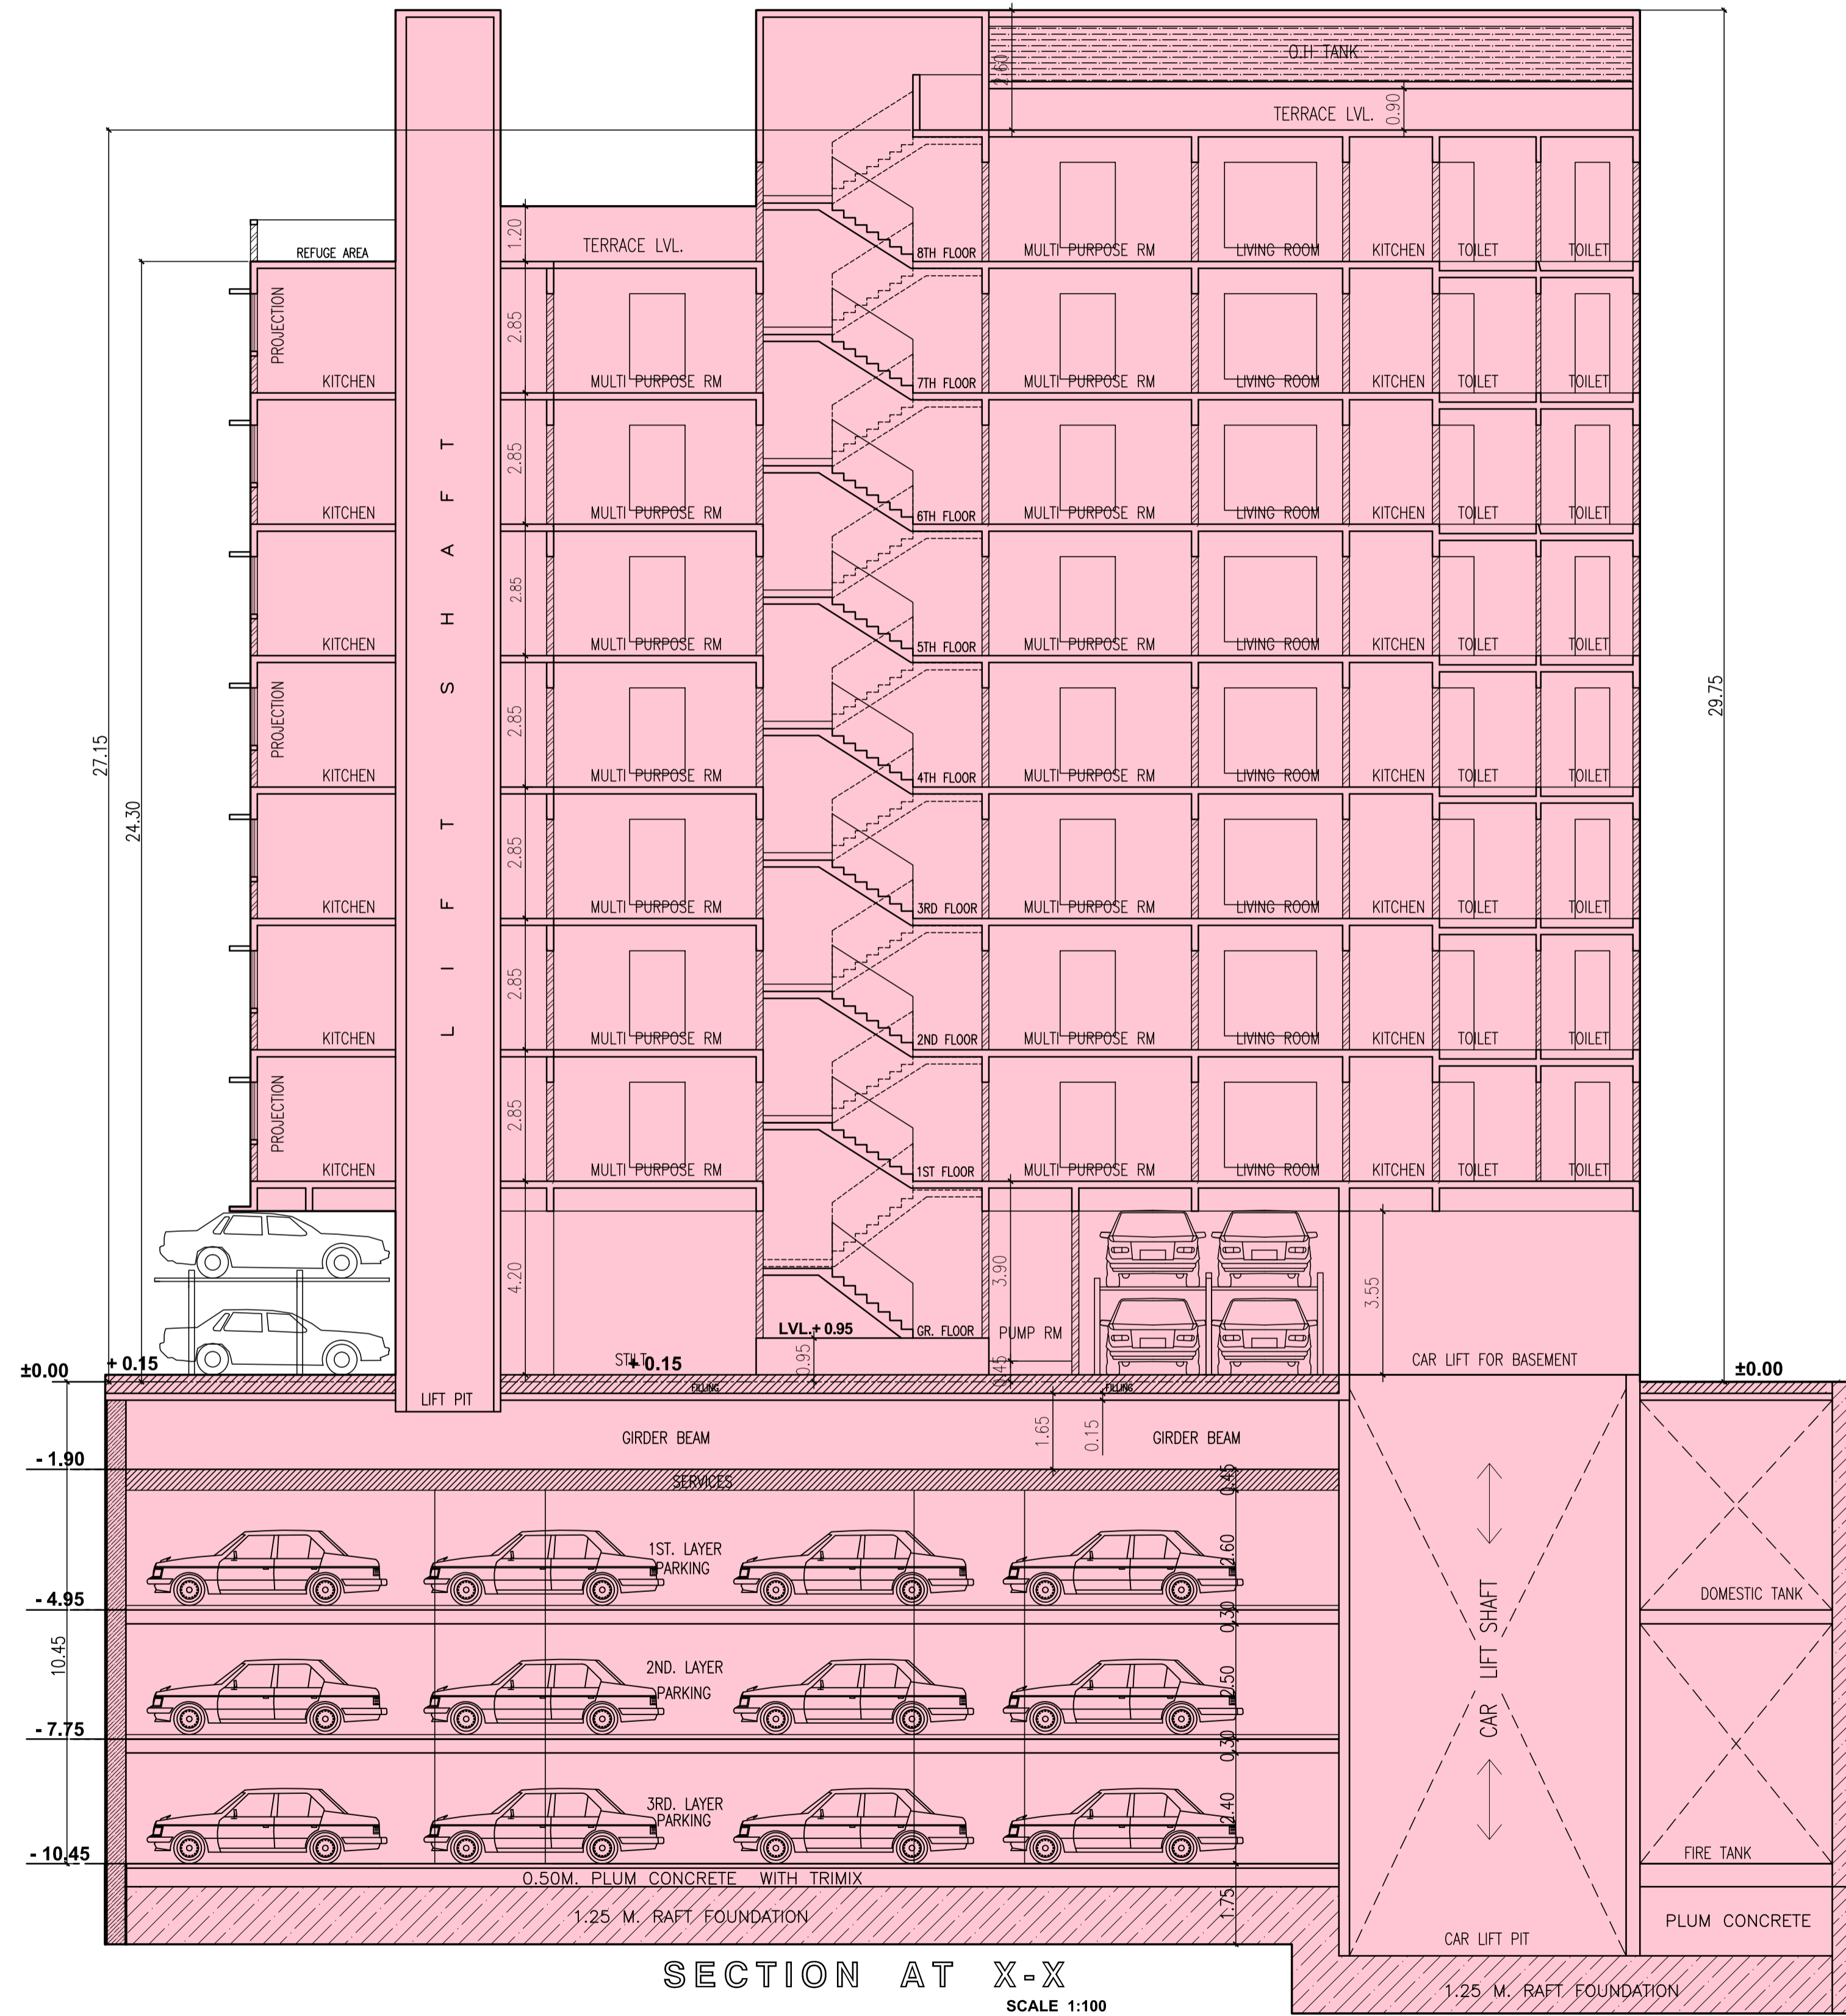 O.H TANK
2.60
TERRACE LVL.
0.90
1.20
TERRACE LVL.
REFUGE AREA
8TH FLOOR
MULTI PURPOSE RM
LIVING ROOM
KITCHEN
TOILET
TOILET
PROJECTION
2.85
KITCHEN
MULTI PURPOSE RM
7TH FLOOR
MULTI PURPOSE RM
LIVING ROOM
KITCHEN
TOILET
TOILET
2.85
KITCHEN
MULTI PURPOSE RM
6TH FLOOR
MULTI PURPOSE RM
LIVING ROOM
KITCHEN
TOILET
TOILET
LIFT SHAFT
2.85
KITCHEN
MULTI PURPOSE RM
5TH FLOOR
MULTI PURPOSE RM
LIVING ROOM
KITCHEN
TOILET
TOILET
29.75
27.15
24.30
PROJECTION
2.85
KITCHEN
MULTI PURPOSE RM
4TH FLOOR
MULTI PURPOSE RM
LIVING ROOM
KITCHEN
TOILET
TOILET
2.85
KITCHEN
MULTI PURPOSE RM
3RD FLOOR
MULTI PURPOSE RM
LIVING ROOM
KITCHEN
TOILET
TOILET
2.85
KITCHEN
MULTI PURPOSE RM
2ND FLOOR
MULTI PURPOSE RM
LIVING ROOM
KITCHEN
TOILET
TOILET
PROJECTION
2.85
KITCHEN
MULTI PURPOSE RM
1ST FLOOR
MULTI PURPOSE RM
LIVING ROOM
KITCHEN
TOILET
TOILET
4.20
3.90
3.55
LVL.+ 0.95
GR. FLOOR
PUMP RM
0.95
0.45
±0.00
+ 0.15
STILT
+ 0.15
CAR LIFT FOR BASEMENT
±0.00
FILLING
FILLING
LIFT PIT
GIRDER BEAM
1.65
0.15
GIRDER BEAM
- 1.90
SERVICES
0.45
1ST. LAYER
PARKING
2.60
- 4.95
0.30
DOMESTIC TANK
10.45
2ND. LAYER
PARKING
2.50
CAR LIFT SHAFT
- 7.75
0.30
3RD. LAYER
PARKING
2.40
- 10.45
FIRE TANK
0.50M. PLUM CONCRETE WITH TRIMIX
1.25 M. RAFT FOUNDATION
1.75
PLUM CONCRETE
CAR LIFT PIT
SECTION AT X-X
1.25 M. RAFT FOUNDATION
SCALE 1:100